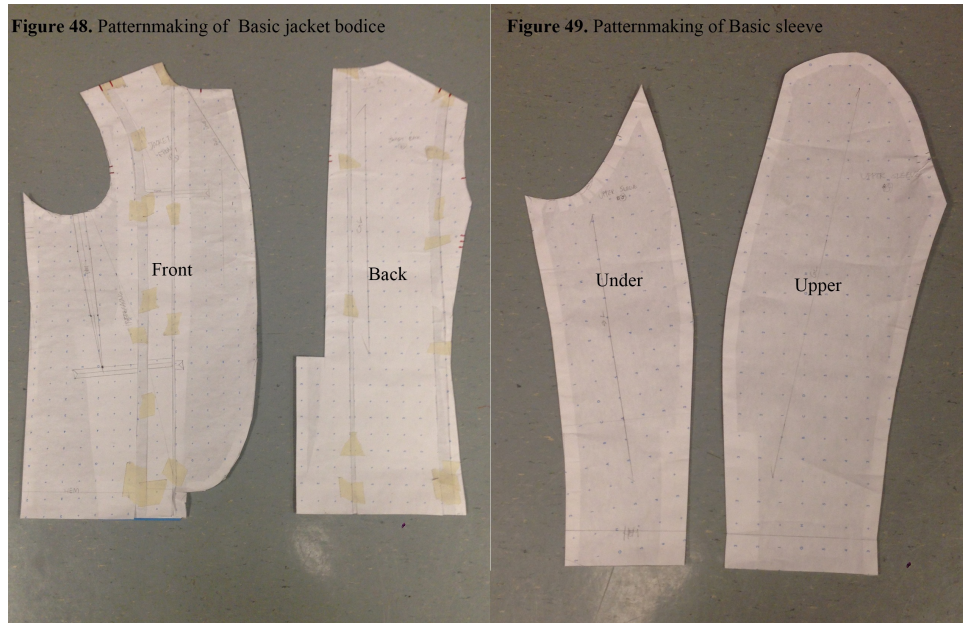 Figure 48. Patternmaking of Basic jacket bodice
Figure 49. Patternmaking of Basic sleeve
Front
Back
Under
Upper